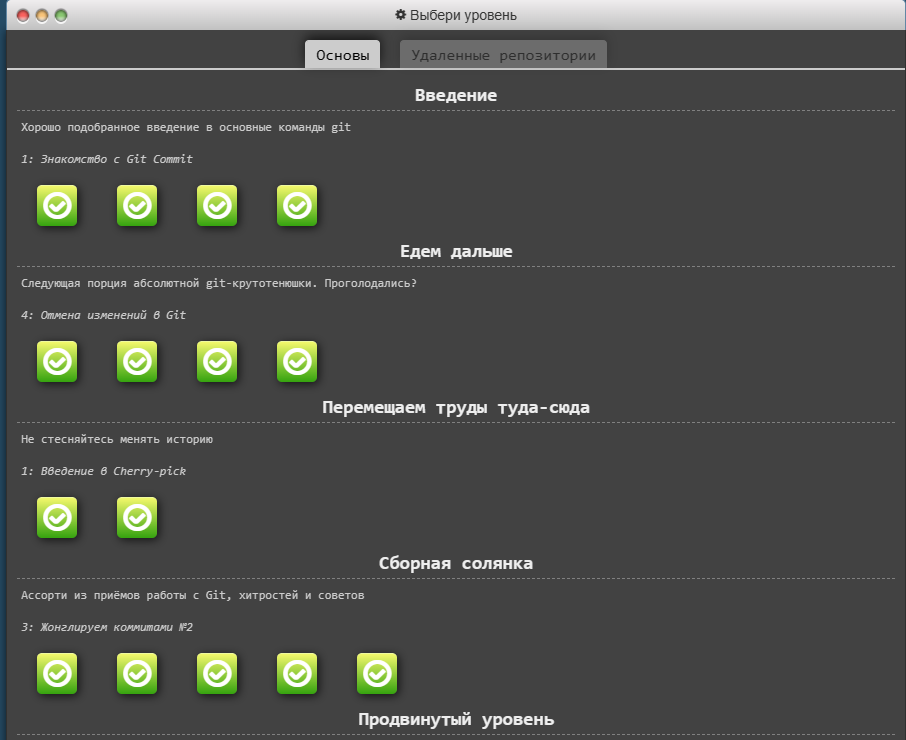 Выбери уровень
Основы
Удаленные репозитории
Введение
Хорошо подобранное введение в основные команды git
1: Знакомство с Git Commit
Едем дальше
Следующая порция абсолютной git-крутотенюшки. Проголодались?
4: Отмена изменений в Git
Перемещаем труды туда-сюда
Не стесняйтесь менять историю
1: Введение в Cherry-pick
Сборная солянка
Ассорти из приёмов работы с Git, хитростей и советов
3: Жонглируем коммитами №2
Продвинутый уровень